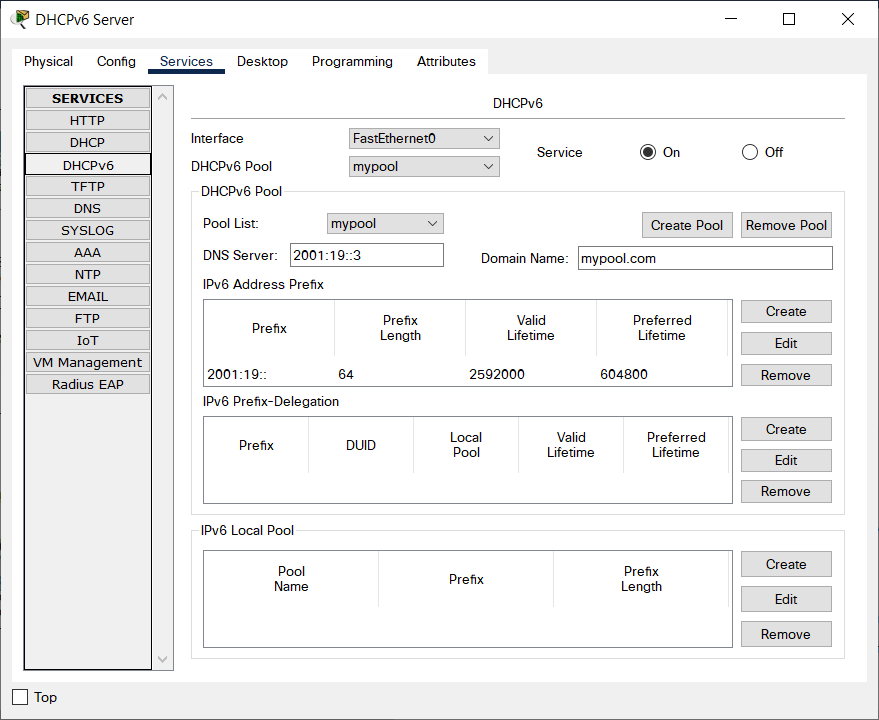 DHCPv6 Server
Physical Config Services Desktop Programming Attributes
SERVICES
HTTP
DHCP
DHCPv6
TFTP
DNS
SYSLOG
AAA
NTP
EMAIL
FTP
IoT
VM Management
Radius EAP
DHCPv6
Interface FastEthernet0
DHCPv6 Pool mypool
Service On Off
DHCPv6 Pool
Pool List: mypool Create Pool Remove Pool
DNS Server: 2001:19::3 Domain Name: mypool.com
IPv6 Address Prefix
Prefix Prefix Length Valid Lifetime Preferred Lifetime
2001:19:: 64 2592000 604800
Create
Edit
Remove
IPv6 Prefix-Delegation
Prefix DUID Local Pool Valid Lifetime Preferred Lifetime
Create
Edit
Remove
IPv6 Local Pool
Pool Name Prefix Prefix Length
Create
Edit
Remove
Top